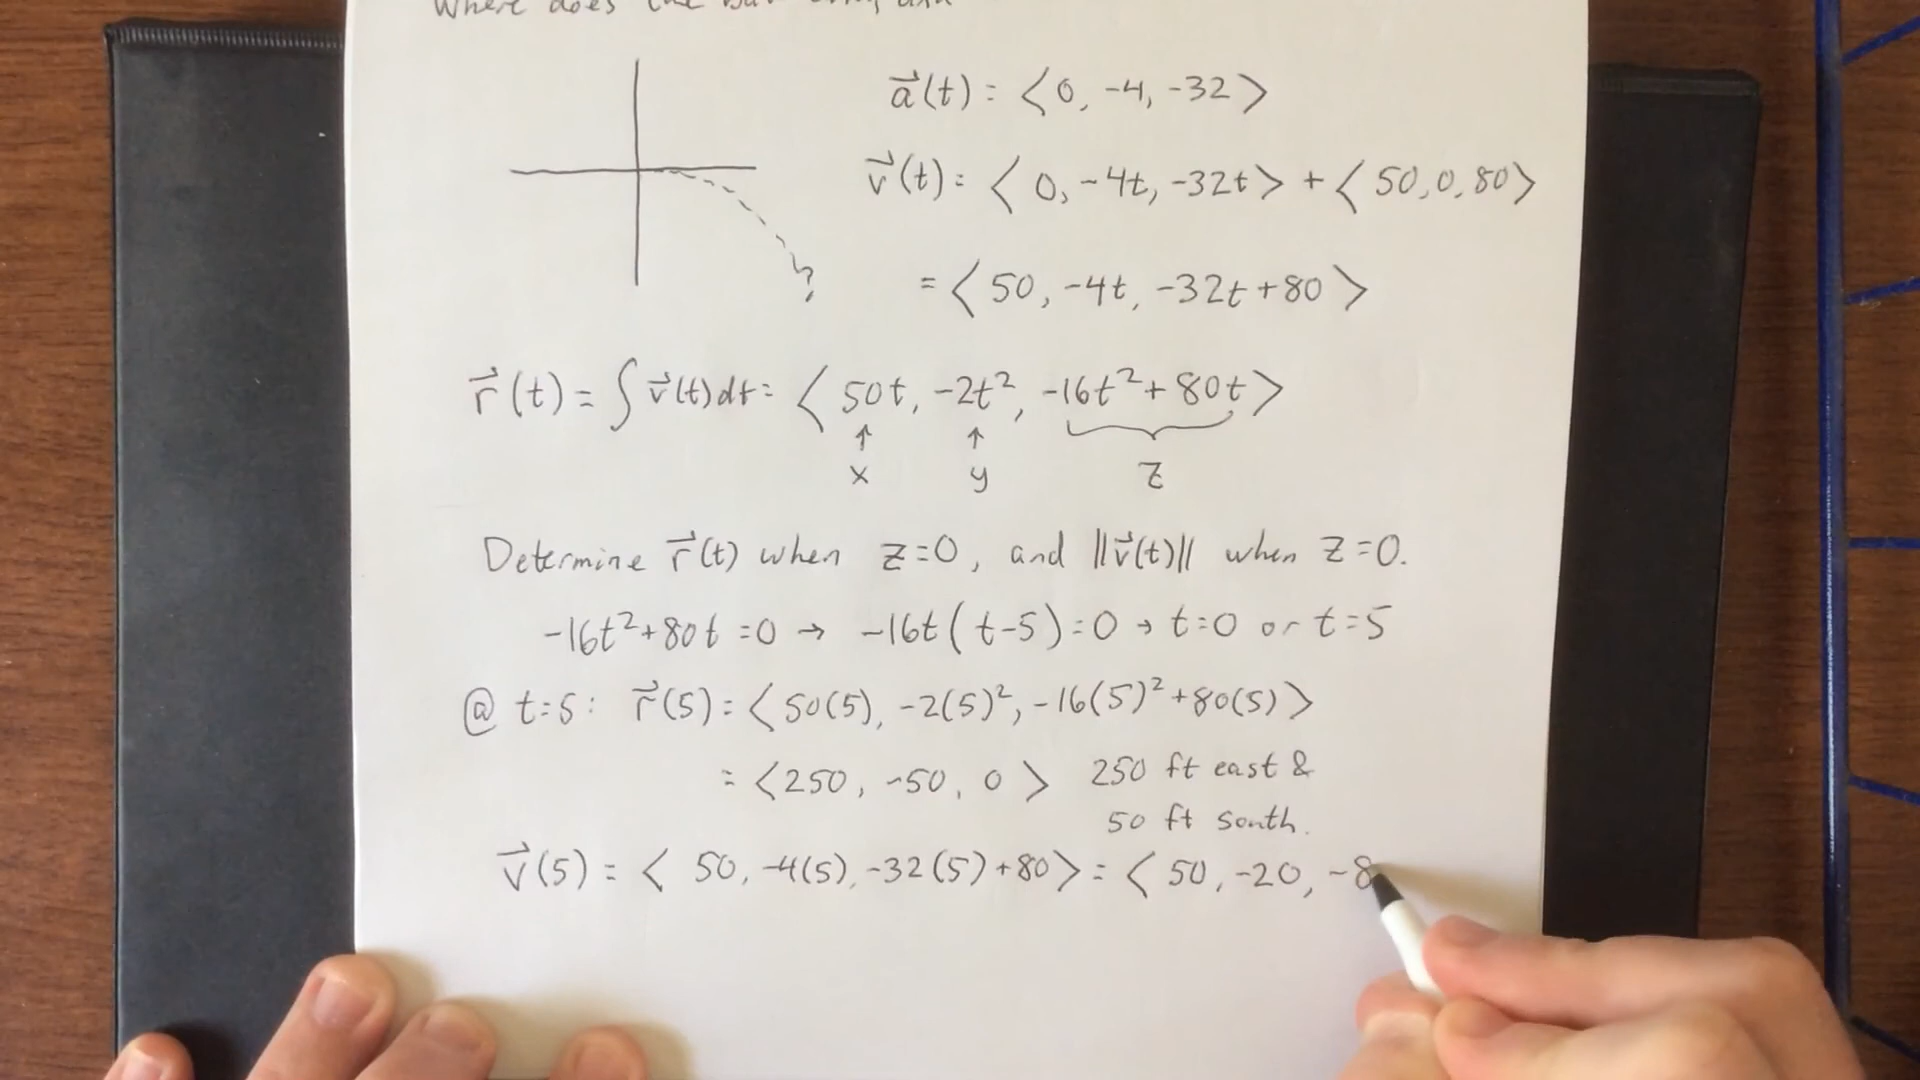 Where does the
a⃗(t) = ⟨0, -4, -32⟩
v⃗(t) = ⟨0, -4t, -32t⟩ + ⟨50, 0, 80⟩
= ⟨50, -4t, -32t+80⟩
?
r⃗(t) = ∫v⃗(t)dt = ⟨50t, -2t², -16t²+80t⟩
↑ ↑
x y z
Determine r⃗(t) when z=0, and ||v⃗(t)|| when z=0.
-16t²+80t=0 → -16t(t-5)=0 → t=0 or t=5
@ t=5: r⃗(5) = ⟨50(5), -2(5)², -16(5)²+80(5)⟩
= ⟨250, -50, 0⟩ 250 ft east &
50 ft south.
v⃗(5) = ⟨50, -4(5), -32(5)+80⟩ = ⟨50, -20, -8